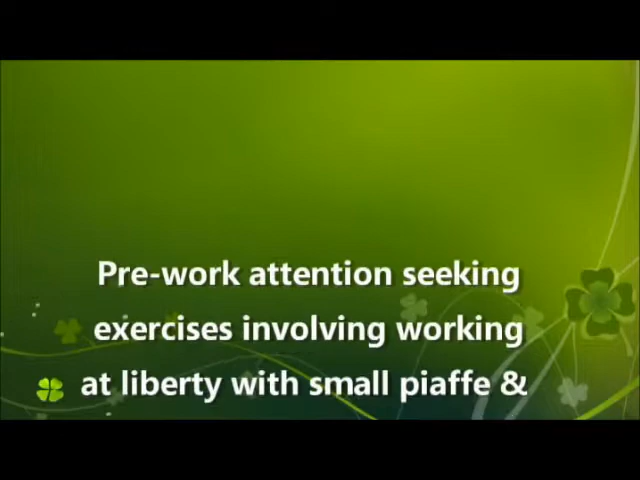 Pre-work attention seeking
exercises involving working
at liberty with small piaffe &